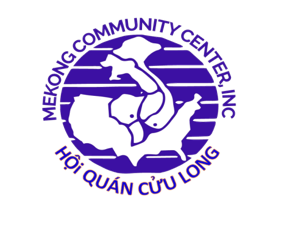 MEKONG COMMUNITY CENTER, INC
HỘi QUÁN CỬU LONG